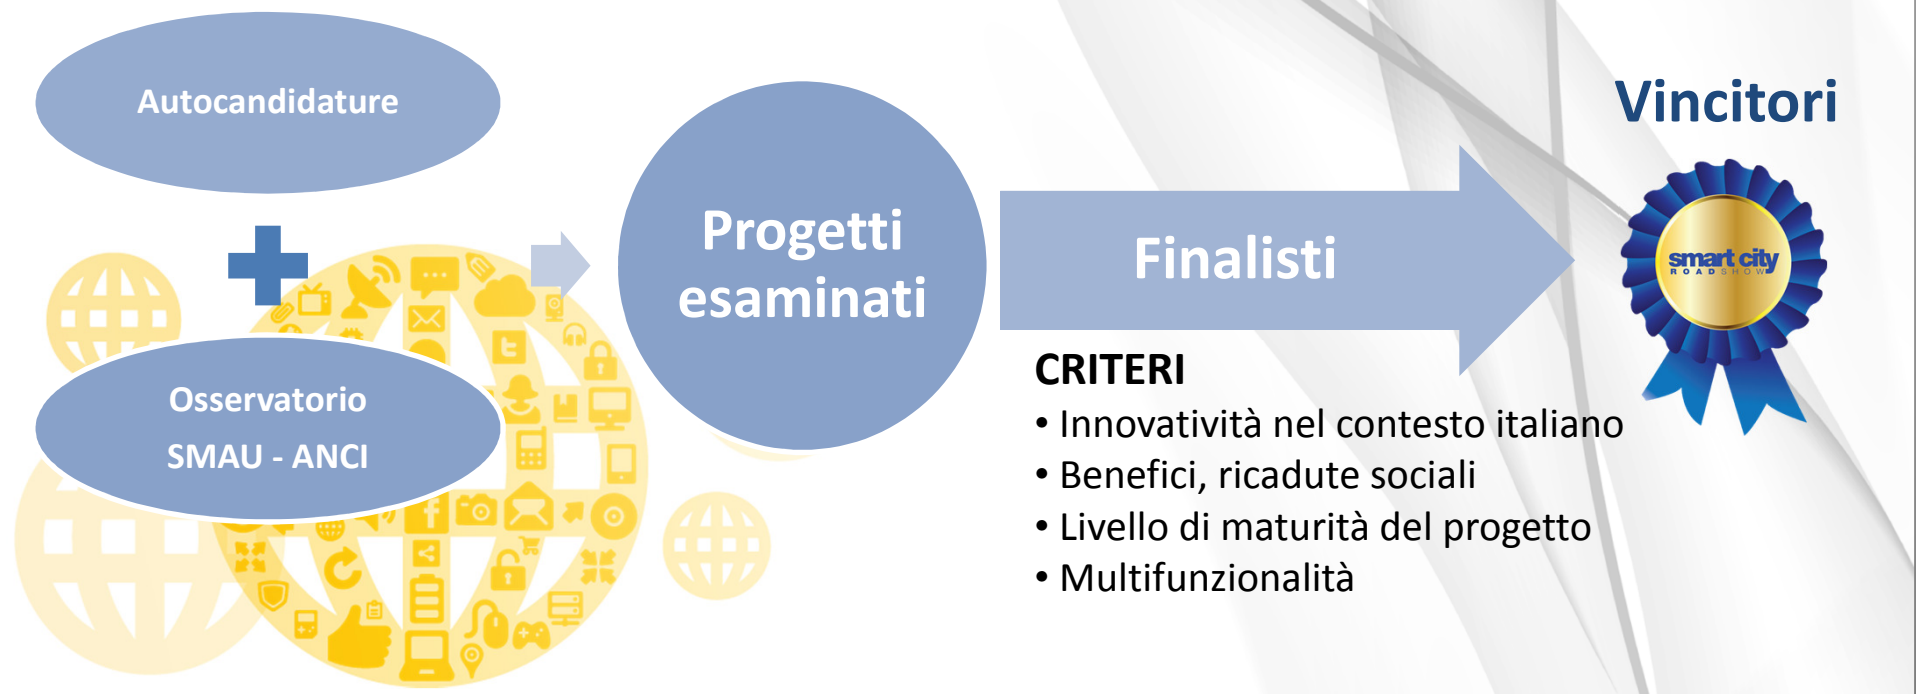 Autocandidature
Osservatorio
SMAU - ANCI
Progetti
esaminati
Finalisti
CRITERI
• Innovatività nel contesto italiano
• Benefici, ricadute sociali
• Livello di maturità del progetto
• Multifunzionalità
Vincitori
smart city
ROADSHOW